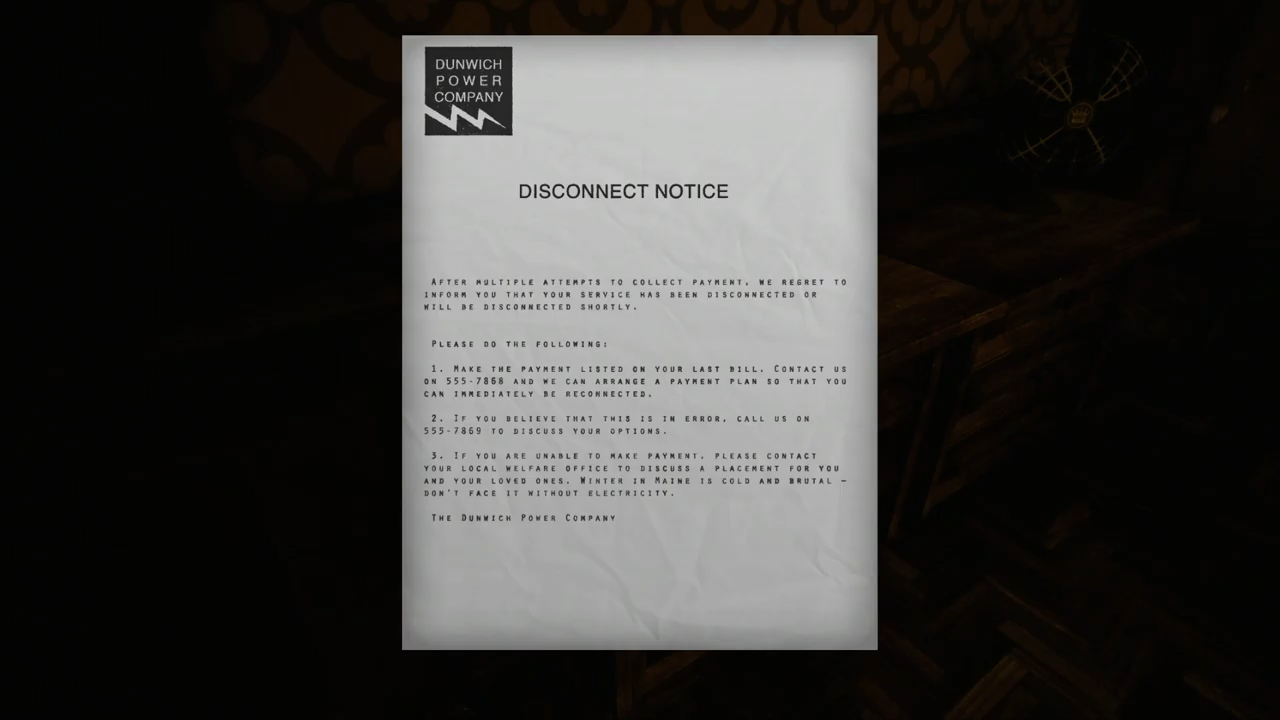 DUNWICH
POWER
COMPANY
DISCONNECT NOTICE
AFTER MULTIPLE ATTEMPTS TO COLLECT PAYMENT, WE REGRET TO
INFORM YOU THAT YOUR SERVICE HAS BEEN DISCONNECTED OR
WILL BE DISCONNECTED SHORTLY.
PLEASE DO THE FOLLOWING:
1. MAKE THE PAYMENT LISTED ON YOUR LAST BILL. CONTACT US
ON 555-7868 AND WE CAN ARRANGE A PAYMENT PLAN SO THAT YOU
CAN IMMEDIATELY BE RECONNECTED.
2. IF YOU BELIEVE THAT THIS IS IN ERROR, CALL US ON
555-7869 TO DISCUSS YOUR OPTIONS.
3. IF YOU ARE UNABLE TO MAKE PAYMENT, PLEASE CONTACT
YOUR LOCAL WELFARE OFFICE TO DISCUSS A PLACEMENT FOR YOU
AND YOUR LOVED ONES. WINTER IN MAINE IS COLD AND BRUTAL –
DON'T FACE IT WITHOUT ELECTRICITY.
THE DUNWICH POWER COMPANY